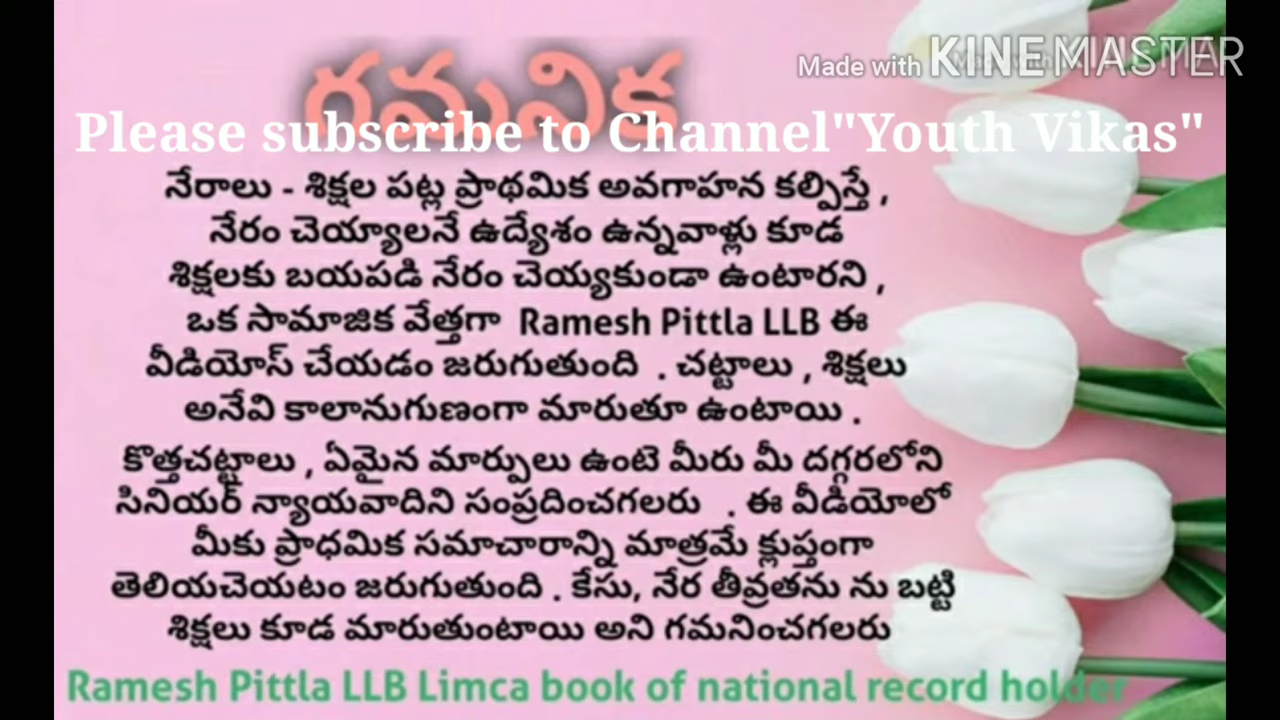 Made with KINEMASTER
గమనిక
Please subscribe to Channel"Youth Vikas"
నేరాలు - శిక్షల పట్ల ప్రాథమిక అవగాహన కల్పిస్తే ,
నేరం చెయ్యాలనే ఉద్యేశం ఉన్నవాళ్లు కూడ
శిక్షలకు బయపడి నేరం చెయ్యకుండా ఉంటారని ,
ఒక సామాజిక వేత్తగా Ramesh Pittla LLB ఈ
వీడియోస్ చేయడం జరుగుతుంది . చట్టాలు , శిక్షలు
అనేవి కాలానుగుణంగా మారుతూ ఉంటాయి .
కొత్తచట్టాలు , ఏమైన మార్పులు ఉంటె మీరు మీ దగ్గరలోని
సినియర్ న్యాయవాదిని సంప్రదించగలరు . ఈ వీడియోలో
మీకు ప్రాధమిక సమాచారాన్ని మాత్రమే క్లుప్తంగా
తెలియచెయటం జరుగుతుంది . కేసు, నేర తీవ్రతను ను బట్టి
శిక్షలు కూడ మారుతుంటాయి అని గమనించగలరు
Ramesh Pittla LLB Limca book of national record holder